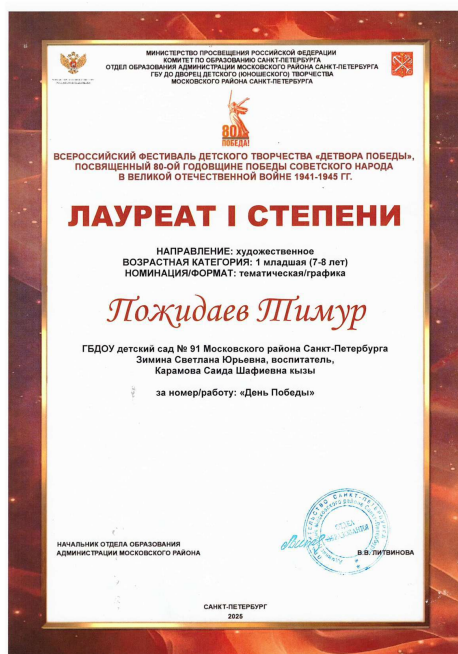 МИНИСТЕРСТВО ПРОСВЕЩЕНИЯ РОССИЙСКОЙ ФЕДЕРАЦИИ
КОМИТЕТ ПО ОБРАЗОВАНИЮ САНКТ-ПЕТЕРБУРГА
ОТДЕЛ ОБРАЗОВАНИЯ АДМИНИСТРАЦИИ МОСКОВСКОГО РАЙОНА САНКТ-ПЕТЕРБУРГА
ГБУ ДО ДВОРЕЦ ДЕТСКОГО (ЮНОШЕСКОГО) ТВОРЧЕСТВА
МОСКОВСКОГО РАЙОНА САНКТ-ПЕТЕРБУРГА
80
ПОБЕДА!
ВСЕРОССИЙСКИЙ ФЕСТИВАЛЬ ДЕТСКОГО ТВОРЧЕСТВА «ДЕТВОРА ПОБЕДЫ»,
ПОСВЯЩЕННЫЙ 80-ОЙ ГОДОВЩИНЕ ПОБЕДЫ СОВЕТСКОГО НАРОДА
В ВЕЛИКОЙ ОТЕЧЕСТВЕННОЙ ВОЙНЕ 1941-1945 ГГ.
ЛАУРЕАТ I СТЕПЕНИ
НАПРАВЛЕНИЕ: художественное
ВОЗРАСТНАЯ КАТЕГОРИЯ: 1 младшая (7-8 лет)
НОМИНАЦИЯ/ФОРМАТ: тематическая/графика
Пожидаев Тимур
ГБДОУ детский сад № 91 Московского района Санкт-Петербурга
Зимина Светлана Юрьевна, воспитатель,
Карамова Саида Шафиевна кызы
за номер/работу: «День Победы»
НАЧАЛЬНИК ОТДЕЛА ОБРАЗОВАНИЯ
АДМИНИСТРАЦИИ МОСКОВСКОГО РАЙОНА
В.В. ЛИТВИНОВА
САНКТ-ПЕТЕРБУРГ
2025